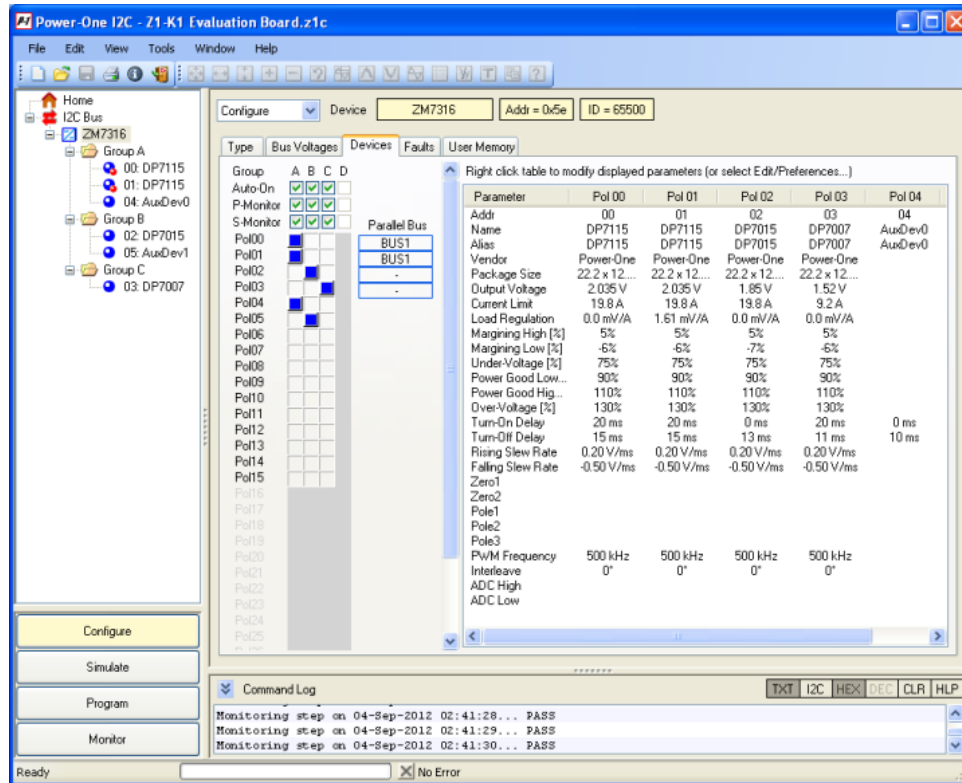 Power-One I2C - Z1-K1 Evaluation Board.z1c
File Edit View Tools Window Help
Home
I2C Bus
ZM7316
Group A
00: DP7115
01: DP7115
04: AuxDev0
Group B
02: DP7015
05: AuxDev1
Group C
03: DP7007
Configure
Simulate
Program
Monitor
Configure Device ZM7316 Addr = 0x5e ID = 65500
Type Bus Voltages Devices Faults User Memory
Group A B C D
Auto-On
P-Monitor
S-Monitor Parallel Bus
Pol00 BUS1
Pol01 BUS1
Pol02 -
Pol03 -
Pol04
Pol05
Pol06
Pol07
Pol08
Pol09
Pol10
Pol11
Pol12
Pol13
Pol14
Pol15
Pol16
Pol17
Pol18
Pol19
Pol20
Pol21
Pol22
Pol23
Pol24
Pol25
Right click table to modify displayed parameters (or select Edit/Preferences...)
Parameter Pol 00 Pol 01 Pol 02 Pol 03 Pol 04
Addr 00 01 02 03 04
Name DP7115 DP7115 DP7015 DP7007 AuxDev0
Alias DP7115 DP7115 DP7015 DP7007 AuxDev0
Vendor Power-One Power-One Power-One Power-One
Package Size 22.2 x 12.... 22.2 x 12.... 22.2 x 12.... 22.2 x 12....
Output Voltage 2.035 V 2.035 V 1.85 V 1.52 V
Current Limit 19.8 A 19.8 A 19.8 A 9.2 A
Load Regulation 0.0 mV/A 1.61 mV/A 0.0 mV/A 0.0 mV/A
Margining High [%] 5% 5% 5% 5%
Margining Low [%] -6% -6% -7% -6%
Under-Voltage [%] 75% 75% 75% 75%
Power Good Low... 90% 90% 90% 90%
Power Good Hig... 110% 110% 110% 110%
Over-Voltage [%] 130% 130% 130% 130%
Turn-On Delay 20 ms 20 ms 0 ms 20 ms 0 ms
Turn-Off Delay 15 ms 15 ms 13 ms 11 ms 10 ms
Rising Slew Rate 0.20 V/ms 0.20 V/ms 0.20 V/ms 0.20 V/ms
Falling Slew Rate -0.50 V/ms -0.50 V/ms -0.50 V/ms -0.50 V/ms
Zero1
Zero2
Pole1
Pole2
Pole3
PWM Frequency 500 kHz 500 kHz 500 kHz 500 kHz
Interleave 0° 0° 0° 0°
ADC High
ADC Low
Command Log TXT I2C HEX DEC CLR HLP
Monitoring step on 04-Sep-2012 02:41:28... PASS
Monitoring step on 04-Sep-2012 02:41:29... PASS
Monitoring step on 04-Sep-2012 02:41:30... PASS
Ready No Error